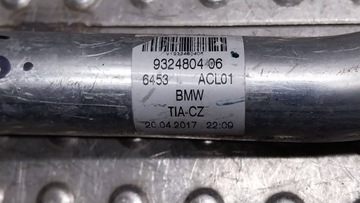 9324804 06
6453 ACL01
BMW
TIA-CZ
20.04.2017 22:09